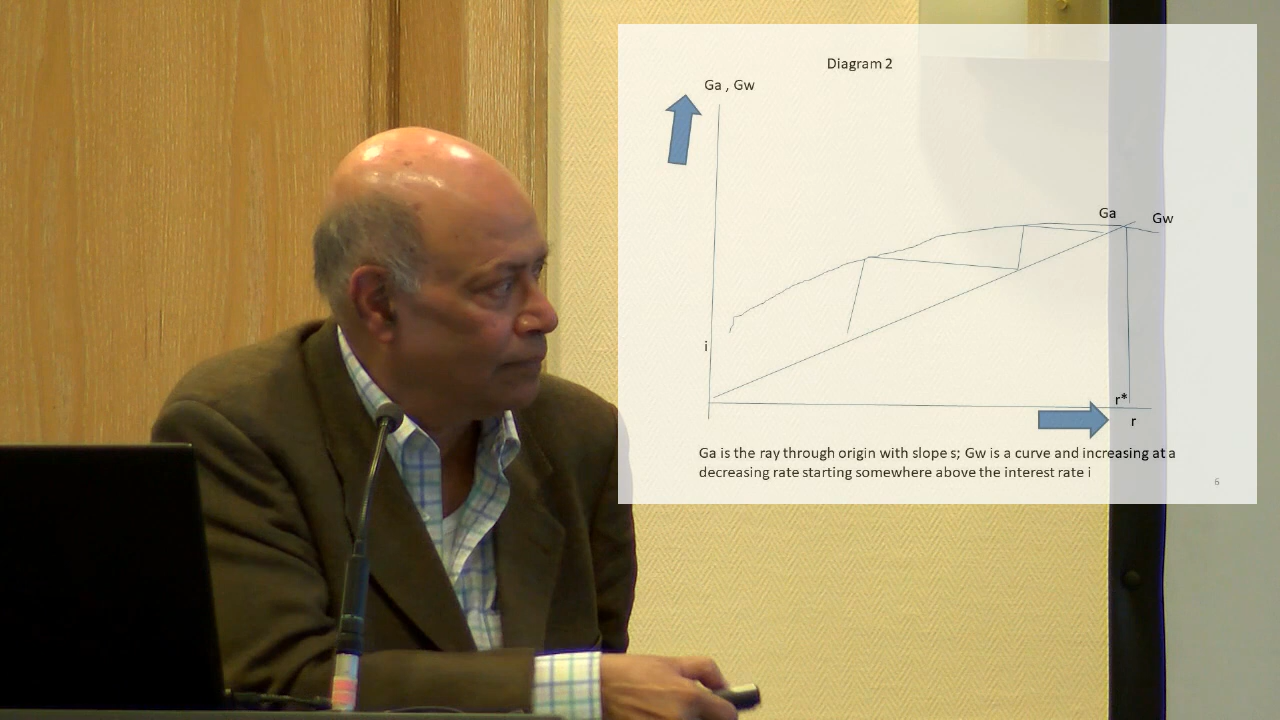 Diagram 2
Ga , Gw
Ga
Gw
i
r*
r
Ga is the ray through origin with slope s; Gw is a curve and increasing at a
decreasing rate starting somewhere above the interest rate i
6